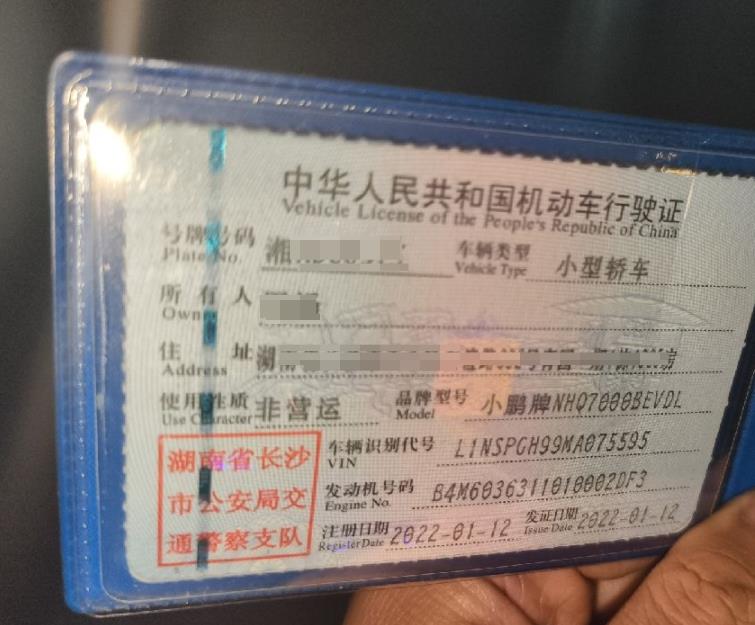 中华人民共和国机动车行驶证
Vehicle License of the People's Republic of China
号牌号码 湘 车辆类型 小型轿车
Plate No. Vehicle Type
所有人
Owner
住址 湖
Address
使用性质 非营运 品牌型号 小鹏牌NHQ7000BEVDL
Use Character Model
湖南省长沙
市公安局交
通警察支队
车辆识别代号 L1NSPGH99MA075595
VIN
发动机号码 B4M6036311010002DF3
Engine No.
注册日期 2022-01-12 发证日期 2022-01-12
Register Date Issue Date